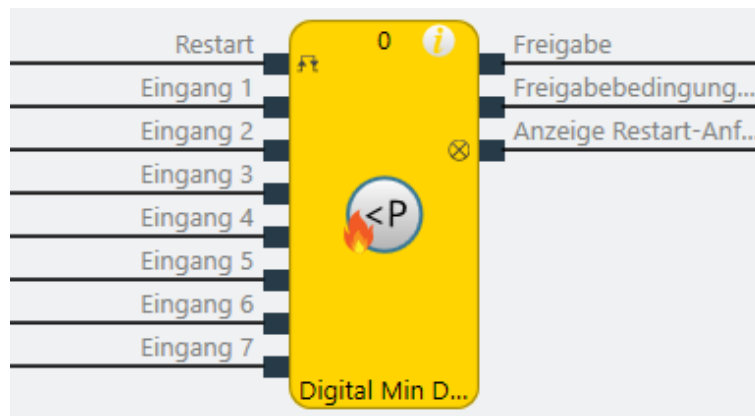 Restart
Eingang 1
Eingang 2
Eingang 3
Eingang 4
Eingang 5
Eingang 6
Eingang 7
0
i
<P
Digital Min D...
Freigabe
Freigabebedingung...
Anzeige Restart-Anf...